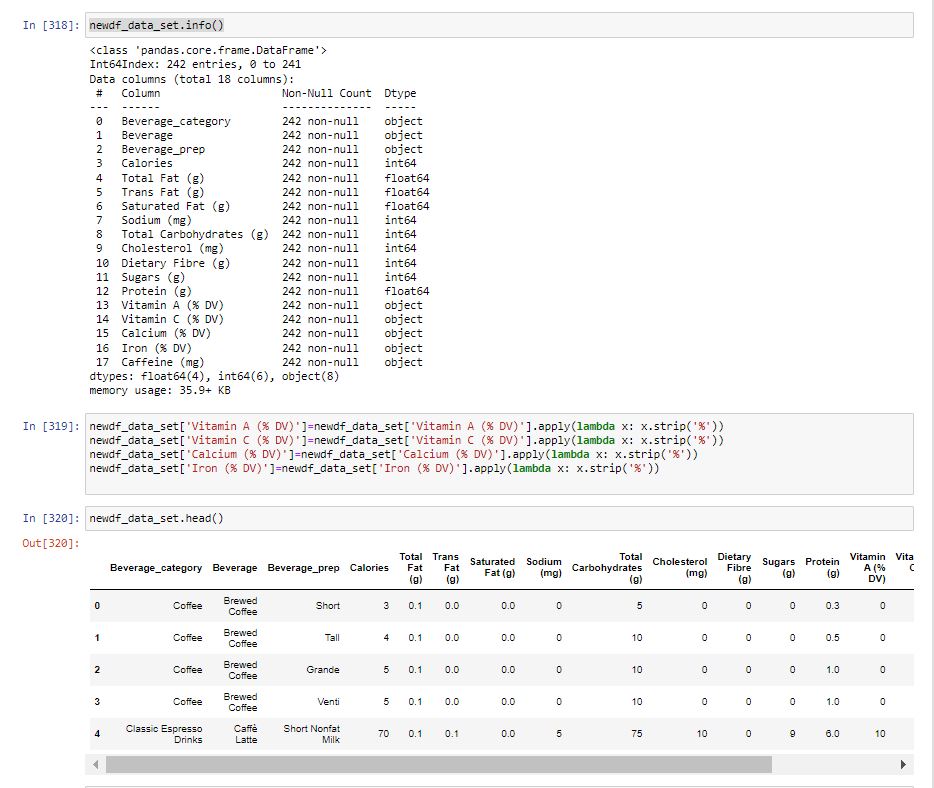 In [318]: newdf_data_set.info()
<class 'pandas.core.frame.DataFrame'>
Int64Index: 242 entries, 0 to 241
Data columns (total 18 columns):
# Column Non-Null Count Dtype
--- ------ -------------- -----
0 Beverage_category 242 non-null object
1 Beverage 242 non-null object
2 Beverage_prep 242 non-null object
3 Calories 242 non-null int64
4 Total Fat (g) 242 non-null float64
5 Trans Fat (g) 242 non-null float64
6 Saturated Fat (g) 242 non-null float64
7 Sodium (mg) 242 non-null int64
8 Total Carbohydrates (g) 242 non-null int64
9 Cholesterol (mg) 242 non-null int64
10 Dietary Fibre (g) 242 non-null int64
11 Sugars (g) 242 non-null int64
12 Protein (g) 242 non-null float64
13 Vitamin A (% DV) 242 non-null object
14 Vitamin C (% DV) 242 non-null object
15 Calcium (% DV) 242 non-null object
16 Iron (% DV) 242 non-null object
17 Caffeine (mg) 242 non-null object
dtypes: float64(4), int64(6), object(8)
memory usage: 35.9+ KB
In [319]: newdf_data_set['Vitamin A (% DV)']=newdf_data_set['Vitamin A (% DV)'].apply(lambda x: x.strip('%'))
newdf_data_set['Vitamin C (% DV)']=newdf_data_set['Vitamin C (% DV)'].apply(lambda x: x.strip('%'))
newdf_data_set['Calcium (% DV)']=newdf_data_set['Calcium (% DV)'].apply(lambda x: x.strip('%'))
newdf_data_set['Iron (% DV)']=newdf_data_set['Iron (% DV)'].apply(lambda x: x.strip('%'))
In [320]: newdf_data_set.head()
Out[320]:
Beverage_category Beverage Beverage_prep Calories Total Fat (g) Trans Fat (g) Saturated Fat (g) Sodium (mg) Total Carbohydrates (g) Cholesterol (mg) Dietary Fibre (g) Sugars (g) Protein (g) Vitamin A (% DV) Vita C
0 Coffee Brewed Coffee Short 3 0.1 0.0 0.0 0 5 0 0 0 0.3 0
1 Coffee Brewed Coffee Tall 4 0.1 0.0 0.0 0 10 0 0 0 0.5 0
2 Coffee Brewed Coffee Grande 5 0.1 0.0 0.0 0 10 0 0 0 1.0 0
3 Coffee Brewed Coffee Venti 5 0.1 0.0 0.0 0 10 0 0 0 1.0 0
4 Classic Espresso Drinks Caffè Latte Short Nonfat Milk 70 0.1 0.1 0.0 5 75 10 0 9 6.0 10